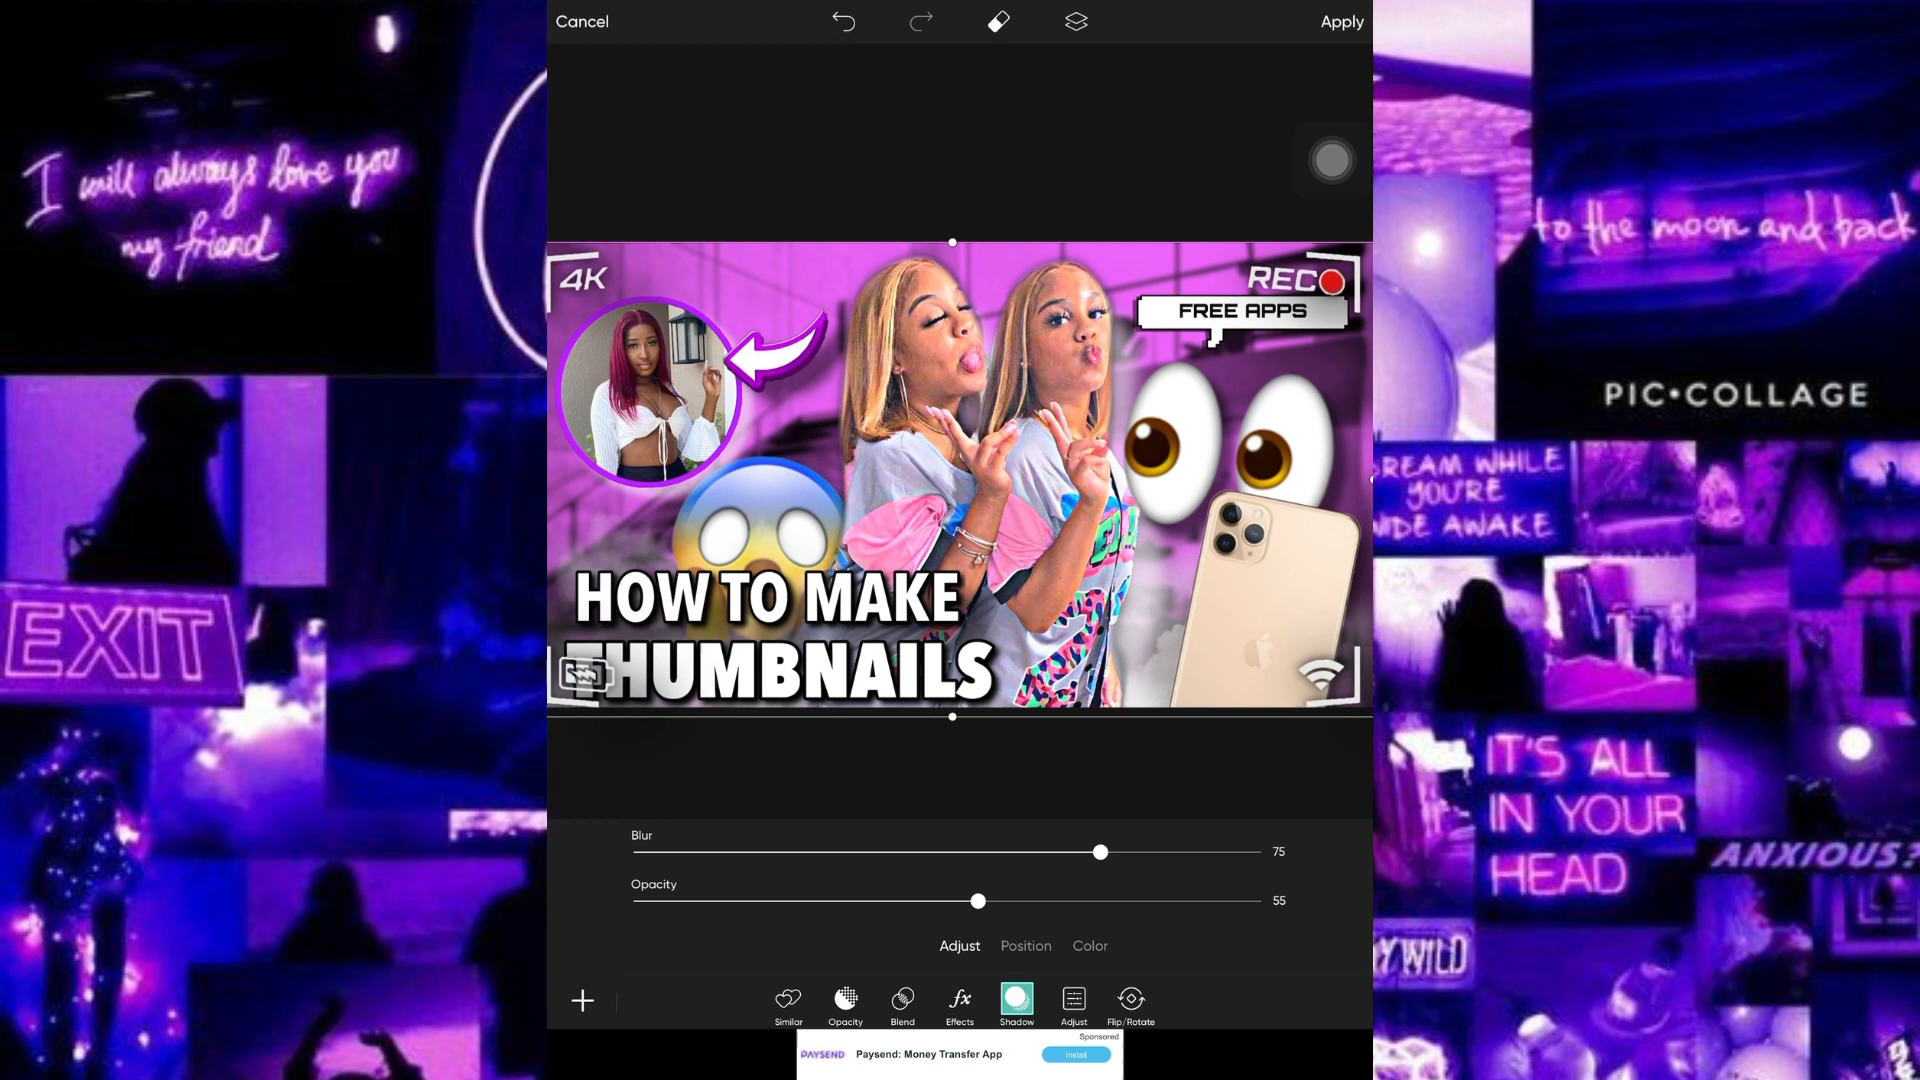 Cancel
Apply
I will always love you
my friend
to the moon and back
4K
REC
FREE APPS
PIC•COLLAGE
DREAM WHILE
YOU'RE
WIDE AWAKE
HOW TO MAKE
THUMBNAILS
EXIT
IT'S ALL
IN YOUR
HEAD
ANXIOUS?
Blur
75
Opacity
55
Adjust
Position
Color
WILD
Similar
Opacity
Blend
fx
Effects
Shadow
Adjust
Flip/Rotate
Sponsored
PAYSEND
Paysend: Money Transfer App
Install